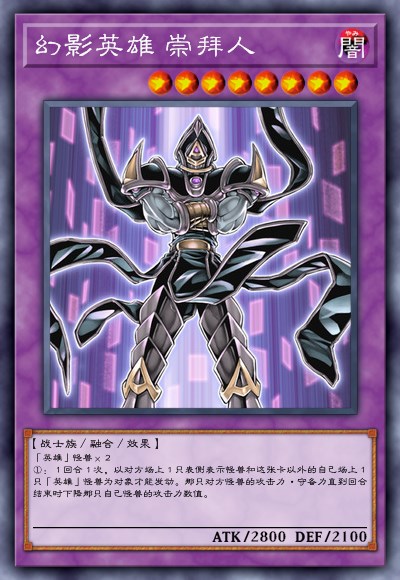 幻影英雄 崇拜人
やみ
闇
【战士族／融合／效果】
「英雄」怪兽×２
①：１回合１次，以对方场上１只表侧表示怪兽和这张卡以外的自己场上１
只「英雄」怪兽为对象才能发动。那只对方怪兽的攻击力・守备力直到回合
结束时下降那只自己怪兽的攻击力数值。
ATK/2800 DEF/2100